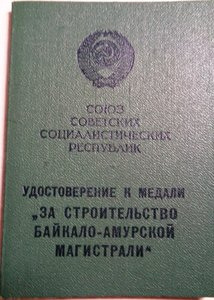 СОЮЗ
СОВЕТСКИХ
СОЦИАЛИСТИЧЕСКИХ
РЕСПУБЛИК
УДОСТОВЕРЕНИЕ К МЕДАЛИ
„ЗА СТРОИТЕЛЬСТВО
БАЙКАЛО-АМУРСКОЙ
МАГИСТРАЛИ“